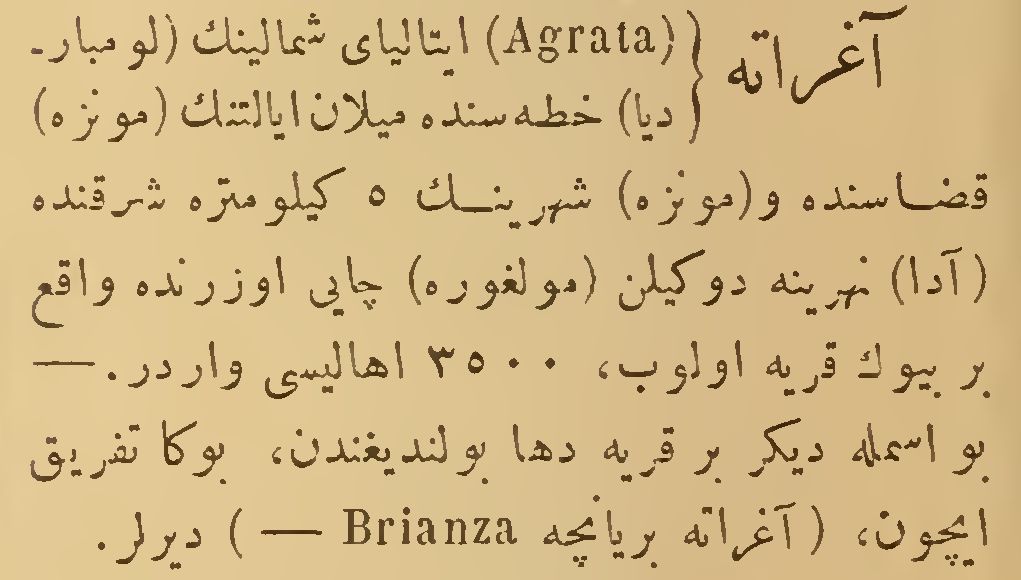 آغراته {(Agrata) ایتالیای شمالینك (لومبار-
دیا) خطه‌سنده میلان ایالتنك (مونزه)
قضاسنده و(مونزه) شهرینـك ٥ کیلومتره شرقنده
(آدا) نهرینه دوکیلن (مولغوره) چایی اوزرنده واقع
بر بیوك قریه اولوب، ٣٥٠٠ اهالیسی واردر. —
بو اسمله دیکر بر قریه دها بولندیغندن، بوکا تفریق
ایچون، (آغراته بریانچه Brianza —) دیرلر.